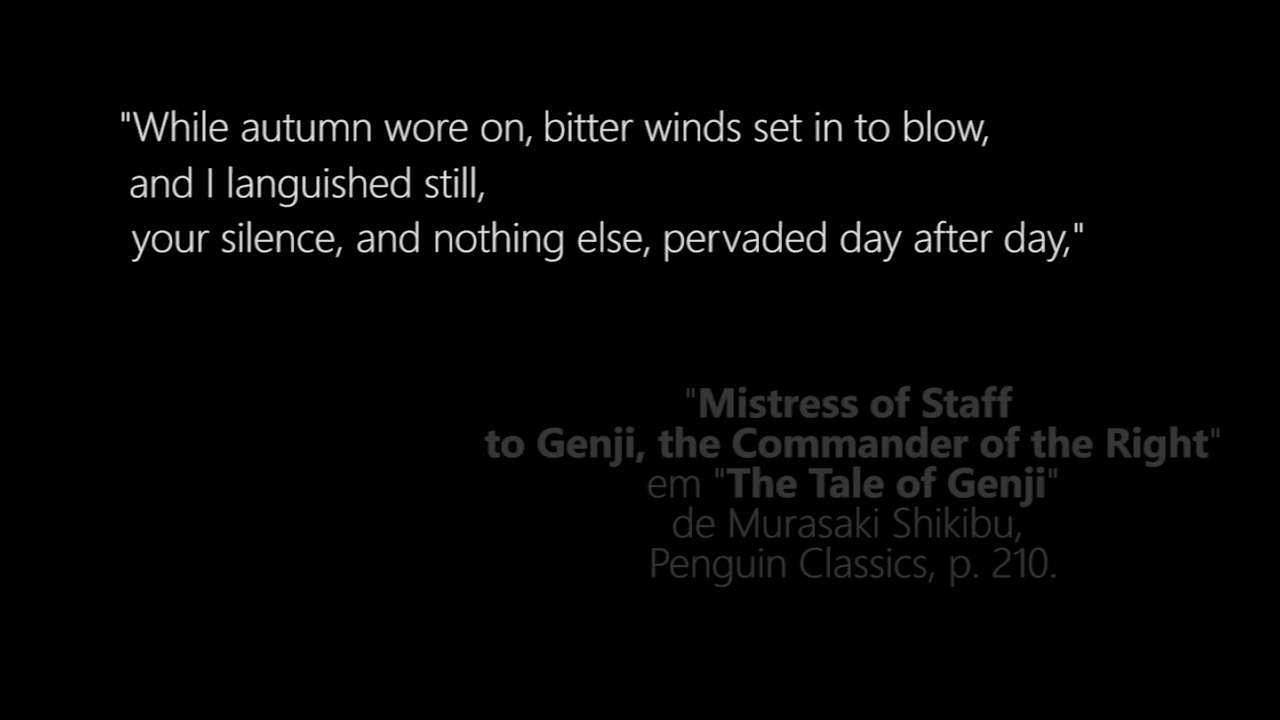 "While autumn wore on, bitter winds set in to blow,
and I languished still,
your silence, and nothing else, pervaded day after day,"
"Mistress of Staff
to Genji, the Commander of the Right"
em "The Tale of Genji"
de Murasaki Shikibu,
Penguin Classics, p. 210.